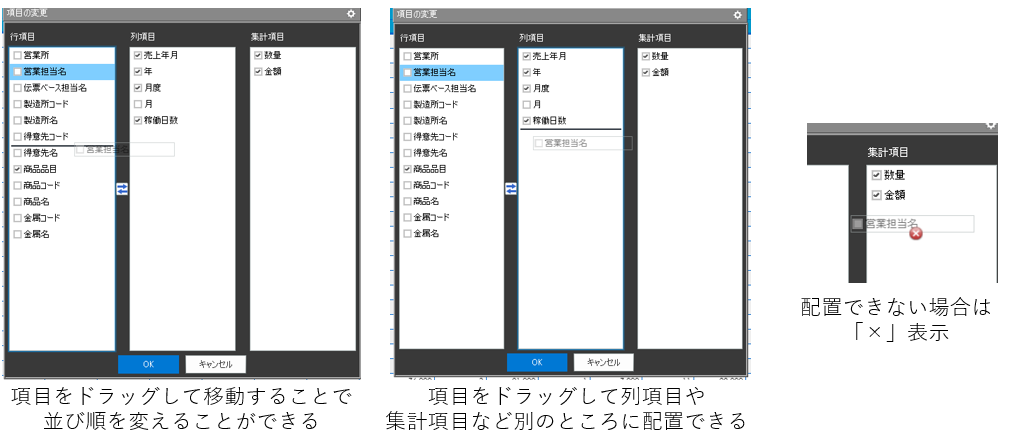 項目の変更
行項目
営業所
営業担当名
伝票ベース担当名
製造所コード
製造所名
得意先コード
営業担当名
得意先名
商品品目
商品コード
商品名
金属コード
金属名
列項目
売上年月
年
月度
月
稼働日数
集計項目
数量
金額
OK
キャンセル
項目をドラッグして移動することで
並び順を変えることができる
項目の変更
行項目
営業所
営業担当名
伝票ベース担当名
製造所コード
製造所名
得意先コード
得意先名
商品品目
商品コード
商品名
金属コード
金属名
列項目
売上年月
年
月度
月
稼働日数
営業担当名
集計項目
数量
金額
OK
キャンセル
項目をドラッグして列項目や
集計項目など別のところに配置できる
集計項目
数量
金額
営業担当名
配置できない場合は
「×」表示